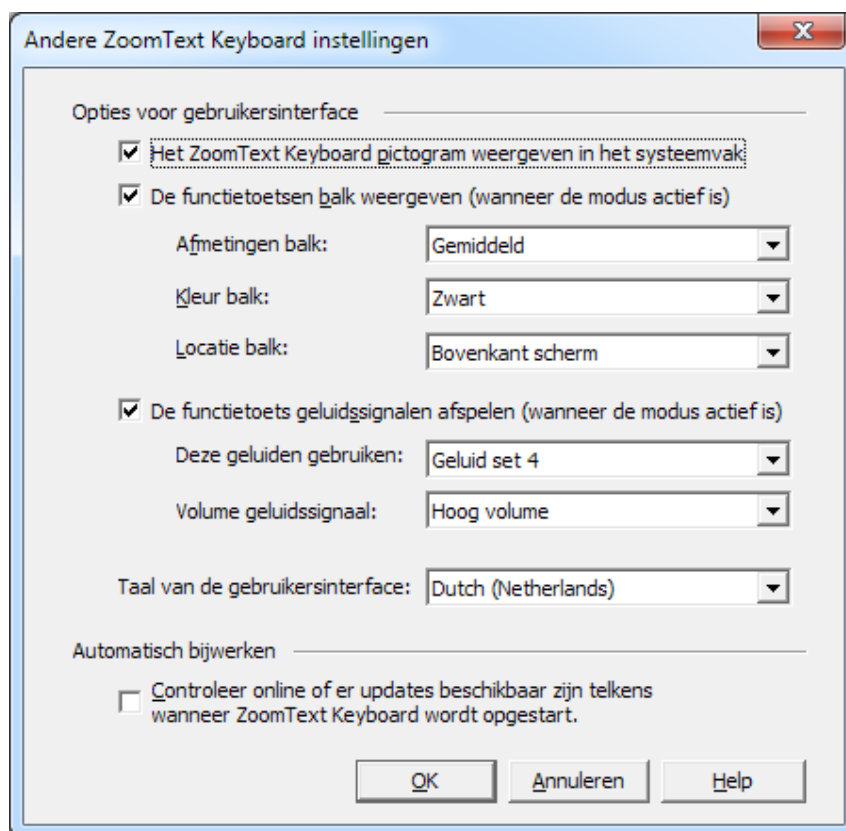 Andere ZoomText Keyboard instellingen
Opties voor gebruikersinterface
Het ZoomText Keyboard pictogram weergeven in het systeemvak
De functietoetsen balk weergeven (wanneer de modus actief is)
Afmetingen balk: Gemiddeld
Kleur balk: Zwart
Locatie balk: Bovenkant scherm
De functietoets geluidssignalen afspelen (wanneer de modus actief is)
Deze geluiden gebruiken: Geluid set 4
Volume geluidssignaal: Hoog volume
Taal van de gebruikersinterface: Dutch (Netherlands)
Automatisch bijwerken
Controleer online of er updates beschikbaar zijn telkens
wanneer ZoomText Keyboard wordt opgestart.
OK Annuleren Help